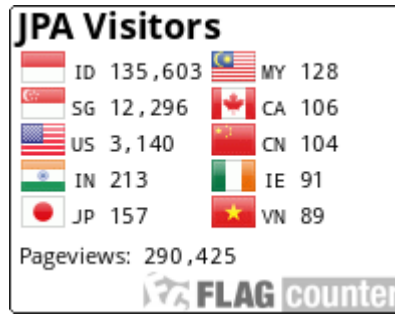 JPA Visitors
ID 135,603 MY 128
SG 12,296 CA 106
US 3,140 CN 104
IN 213 IE 91
JP 157 VN 89
Pageviews: 290,425
FLAG counter